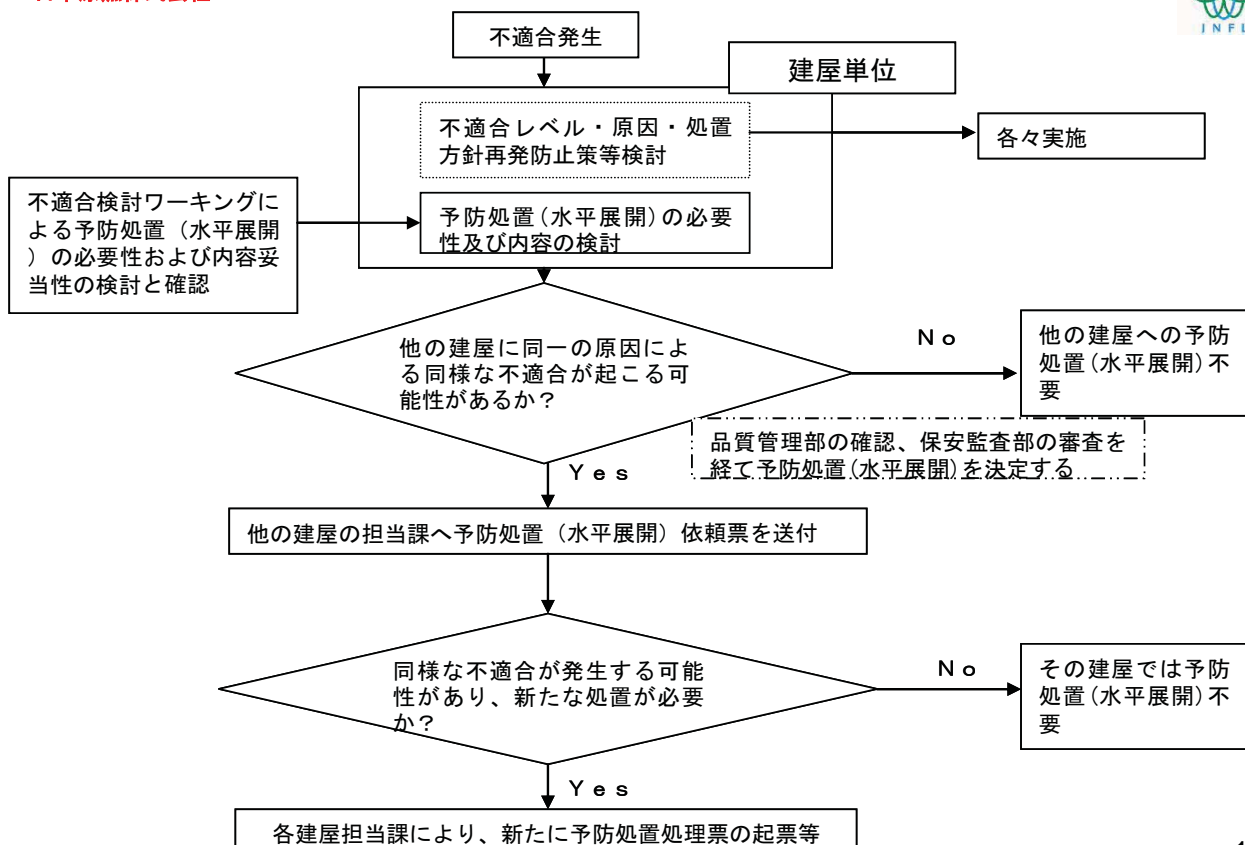 JNFL
不適合発生
建屋単位
不適合レベル・原因・処置
方針再発防止策等検討
各々実施
不適合検討ワーキングに
よる予防処置（水平展開
）の必要性および内容妥
当性の検討と確認
予防処置(水平展開)の必要
性及び内容の検討
他の建屋に同一の原因によ
る同様な不適合が起こる可
能性があるか？
Ｎｏ
他の建屋への予防
処置(水平展開)不
要
品質管理部の確認、保安監査部の審査を
経て予防処置(水平展開)を決定する
Ｙｅｓ
他の建屋の担当課へ予防処置（水平展開）依頼票を送付
同様な不適合が発生する可能
性があり、新たな処置が必要
か？
Ｎｏ
その建屋では予防
処置(水平展開)不
要
Ｙｅｓ
各建屋担当課により、新たに予防処置処理票の起票等